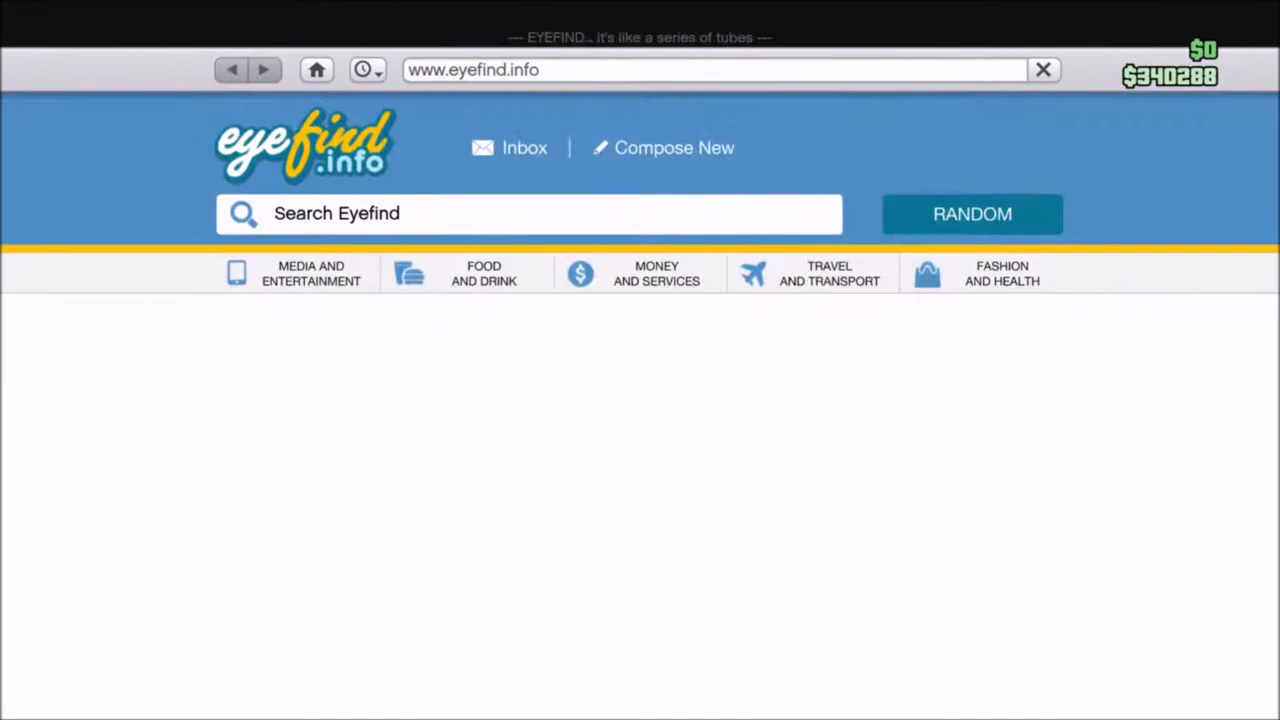 --- EYEFIND... It's like a series of tubes ---
www.eyefind.info
$0
$340288
eyefind
.info
Inbox
Compose New
Search Eyefind
RANDOM
MEDIA AND
ENTERTAINMENT
FOOD
AND DRINK
MONEY
AND SERVICES
TRAVEL
AND TRANSPORT
FASHION
AND HEALTH